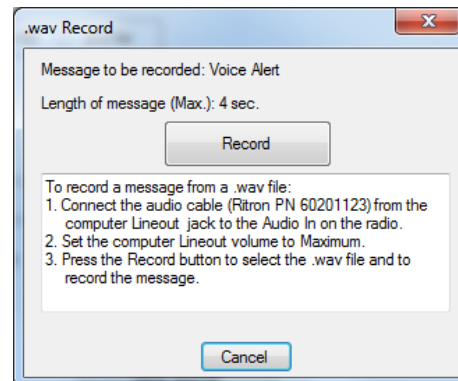 .wav Record
Message to be recorded: Voice Alert
Length of message (Max.): 4 sec.
Record
To record a message from a .wav file:
1. Connect the audio cable (Ritron PN 60201123) from the
computer Lineout jack to the Audio In on the radio.
2. Set the computer Lineout volume to Maximum.
3. Press the Record button to select the .wav file and to
record the message.
Cancel